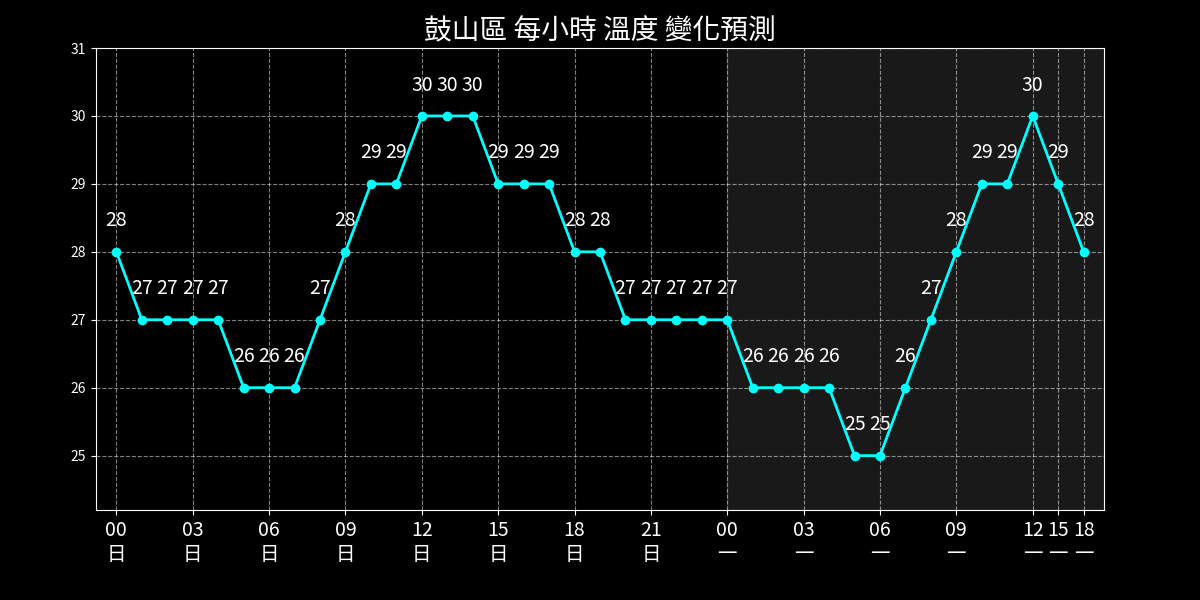 鼓山區 每小時 溫度 變化預測
31
30 30 30 30
30
29 29 29 29 29 29 29 29
29
28 28 28 28 28 28
28
27 27 27 27 27 27 27 27 27 27 27
27
26 26 26 26 26 26 26 26
26
25 25
25
00 03 06 09 12 15 18 21 00 03 06 09 12 15 18
日 日 日 日 日 日 日 日 一 一 一 一 一 一 一